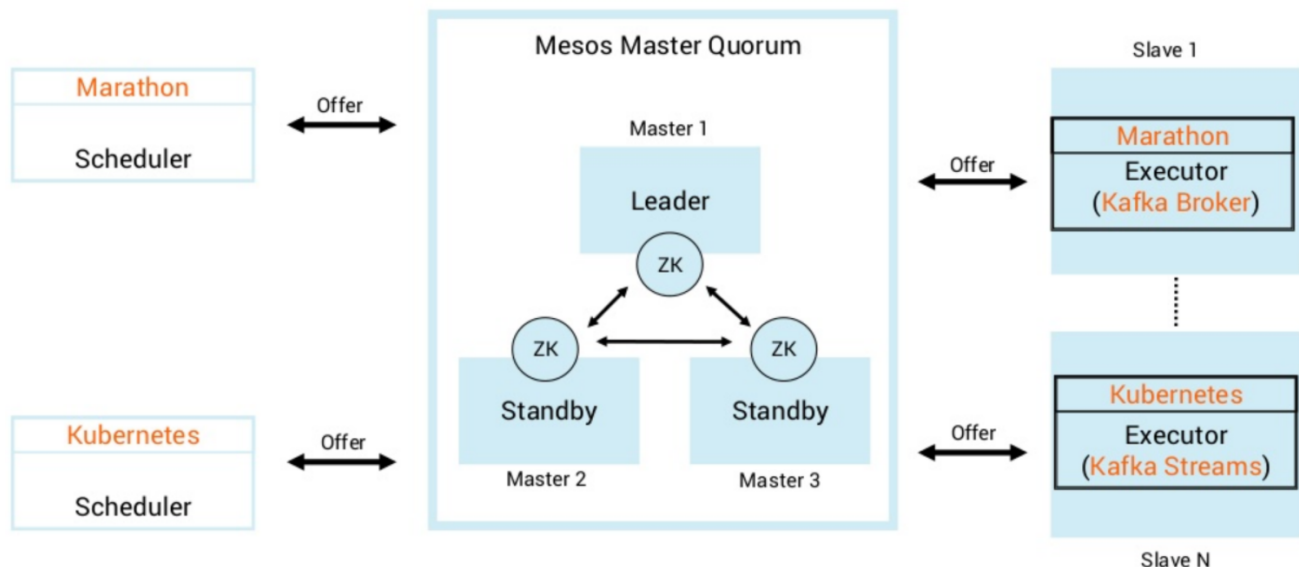 Mesos Master Quorum
Marathon
Scheduler
Offer
Master 1
Leader
ZK
ZK
ZK
Standby
Standby
Master 2
Master 3
Kubernetes
Scheduler
Offer
Slave 1
Offer
Marathon
Executor
(Kafka Broker)
Offer
Kubernetes
Executor
(Kafka Streams)
Slave N